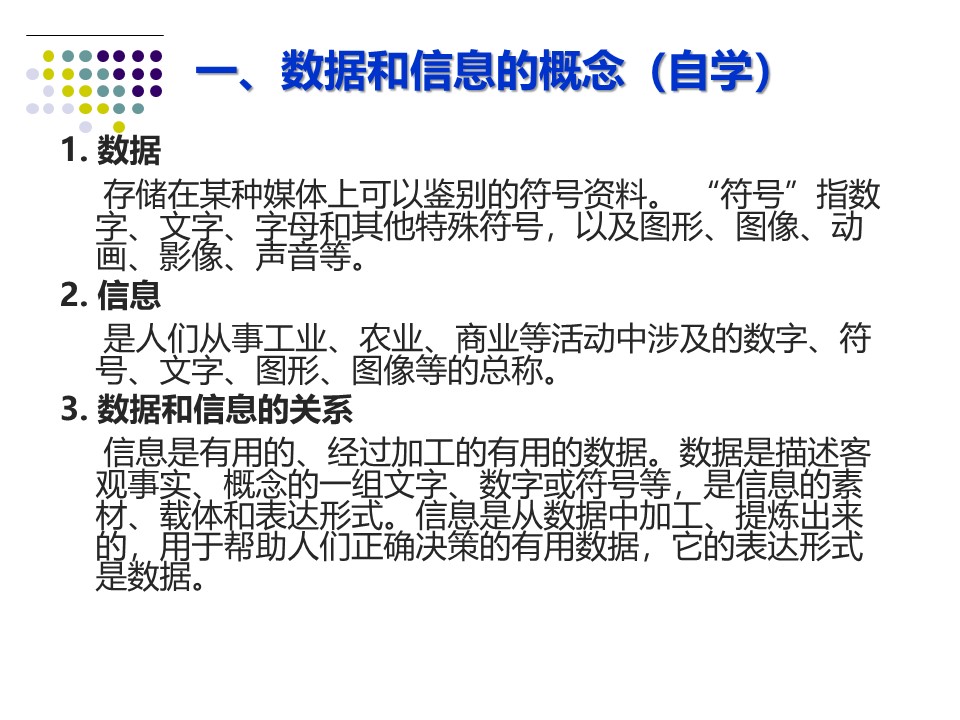 一、数据和信息的概念（自学）
1. 数据
存储在某种媒体上可以鉴别的符号资料。 “符号”指数
字、文字、字母和其他特殊符号，以及图形、图像、动
画、影像、声音等。
2. 信息
是人们从事工业、农业、商业等活动中涉及的数字、符
号、文字、图形、图像等的总称。
3. 数据和信息的关系
信息是有用的、经过加工的有用的数据。数据是描述客
观事实、概念的一组文字、数字或符号等，是信息的素
材、载体和表达形式。信息是从数据中加工、提炼出来
的，用于帮助人们正确决策的有用数据，它的表达形式
是数据。